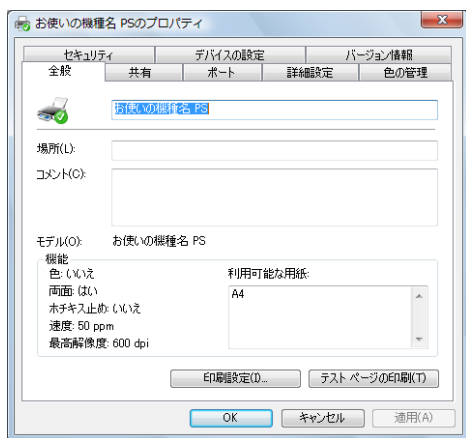 お使いの機種名 PSのプロパティ
セキュリティ デバイスの設定 バージョン情報
全般 共有 ポート 詳細設定 色の管理
お使いの機種名 PS
場所(L):
コメント(C):
モデル(O): お使いの機種名 PS
機能
色: いいえ 利用可能な用紙:
両面: はい A4
ホチキス止め: いいえ
速度: 50 ppm
最高解像度: 600 dpi
印刷設定(I)... テスト ページの印刷(T)
OK キャンセル 適用(A)